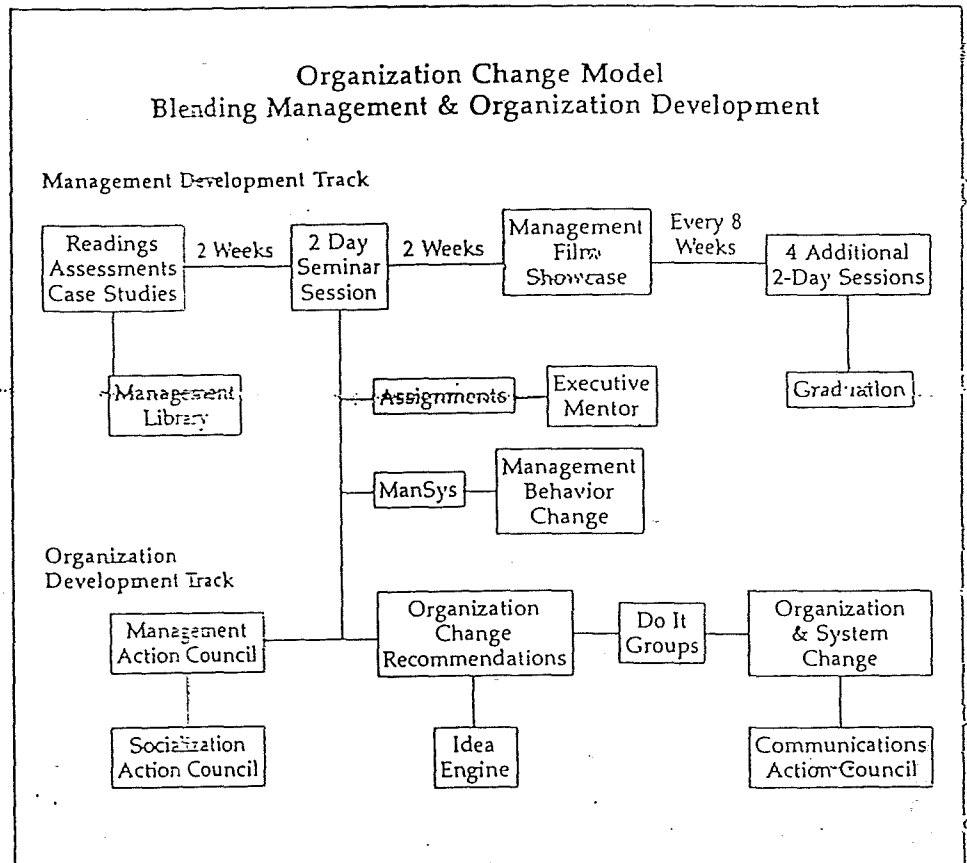 Organization Change Model
Blending Management & Organization Development
Management Development Track
Readings
Assessments
Case Studies
2 Weeks
2 Day
Seminar
Session
2 Weeks
Management
Film
Showcase
Every 8
Weeks
4 Additional
2-Day Sessions
Management
Library
Assignments
Executive
Mentor
Graduation
ManSys
Management
Behavior
Change
Organization
Development Track
Management
Action Council
Organization
Change
Recommendations
Do It
Groups
Organization
& System
Change
Socialization
Action Council
Idea
Engine
Communications
Action Council